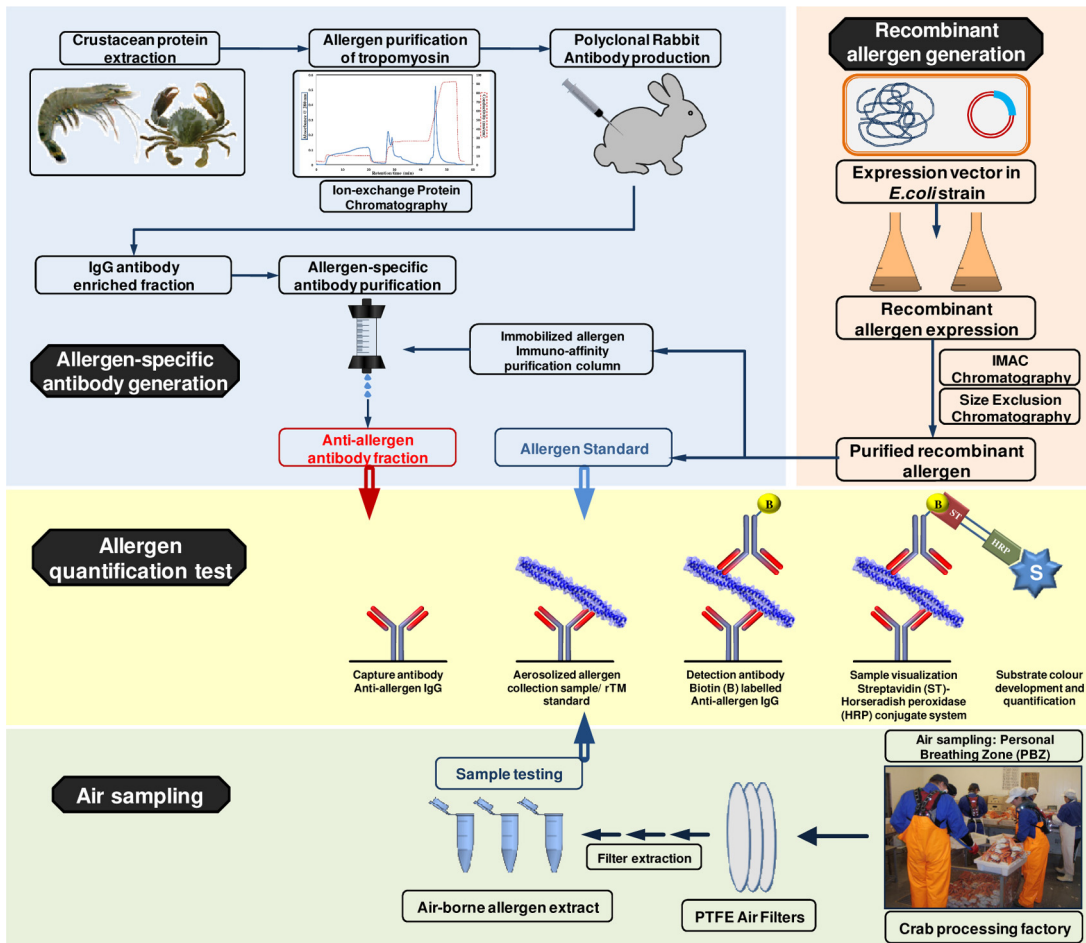 Crustacean protein
extraction
Allergen purification
of tropomyosin
Polyclonal Rabbit
Antibody production
Retention time (min)
Ion-exchange Protein
Chromatography
IgG antibody
enriched fraction
Allergen-specific
antibody purification
Immobilized allergen
Immuno-affinity
purification column
Allergen-specific
antibody generation
Anti-allergen
antibody fraction
Allergen Standard
Recombinant
allergen generation
Expression vector in
E.coli strain
Recombinant
allergen expression
IMAC
Chromatography
Size Exclusion
Chromatography
Purified recombinant
allergen
Allergen
quantification test
B
B
ST
HRP
S
Capture antibody
Anti-allergen IgG
Aerosolized allergen
collection sample/ rTM
standard
Detection antibody
Biotin (B) labelled
Anti-allergen IgG
Sample visualization
Streptavidin (ST)-
Horseradish peroxidase
(HRP) conjugate system
Substrate colour
development and
quantification
Air sampling
Sample testing
Air-borne allergen extract
Filter extraction
PTFE Air Filters
Air sampling: Personal
Breathing Zone (PBZ)
Crab processing factory